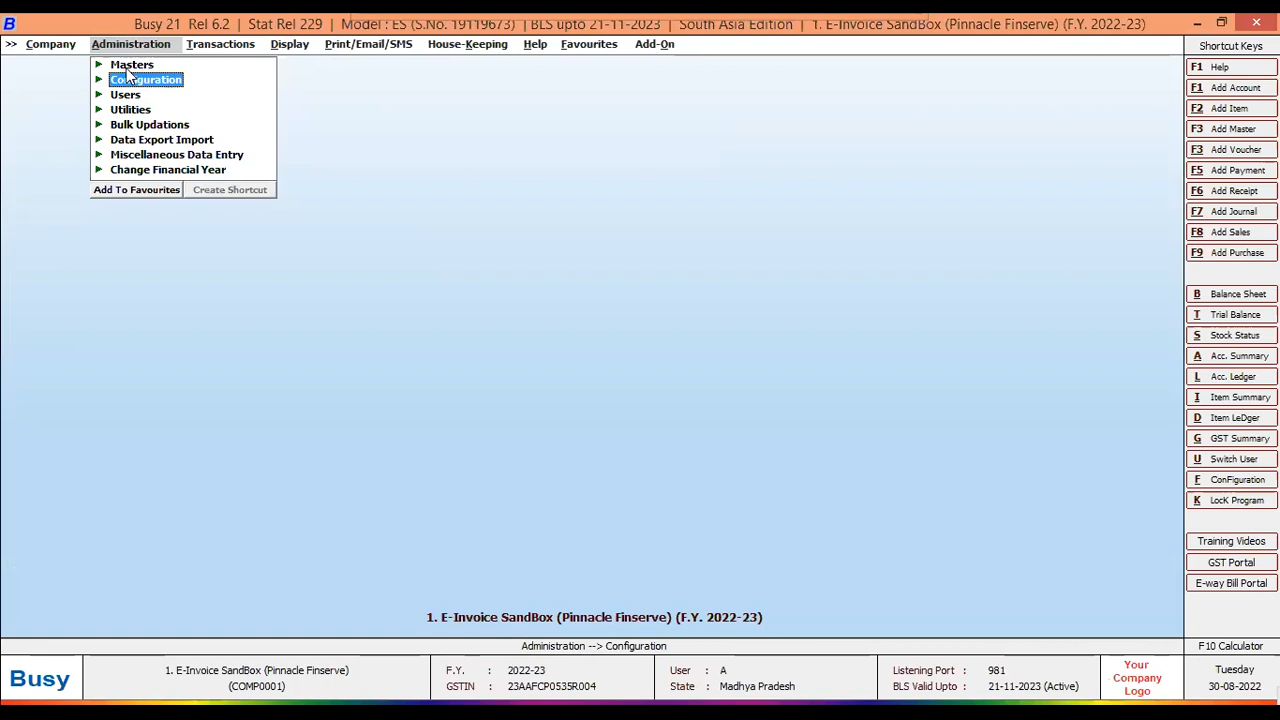 B
Busy 21 Rel 6.2 | Stat Rel 229 | Model : ES (S.No. 19119673) | BLS upto 21-11-2023 | South Asia Edition | 1. E-Invoice SandBox (Pinnacle Finserve) (F.Y. 2022-23)
>> Company Administration Transactions Display Print/Email/SMS House-Keeping Help Favourites Add-On
Masters
Configuration
Users
Utilities
Bulk Updations
Data Export Import
Miscellaneous Data Entry
Change Financial Year
Add To Favourites Create Shortcut
Shortcut Keys
F1 Help
F1 Add Account
F2 Add Item
F3 Add Master
F3 Add Voucher
F5 Add Payment
F6 Add Receipt
F7 Add Journal
F8 Add Sales
F9 Add Purchase
B Balance Sheet
T Trial Balance
S Stock Status
A Acc. Summary
L Acc. Ledger
I Item Summary
D Item LeDger
G GST Summary
U Switch User
F ConFiguration
K LocK Program
Training Videos
GST Portal
E-way Bill Portal
1. E-Invoice SandBox (Pinnacle Finserve) (F.Y. 2022-23)
Administration --> Configuration
F10 Calculator
Busy
1. E-Invoice SandBox (Pinnacle Finserve)
(COMP0001)
F.Y. : 2022-23
GSTIN : 23AAFCP0535R004
User : A
State : Madhya Pradesh
Listening Port : 981
BLS Valid Upto : 21-11-2023 (Active)
Your
Company
Logo
Tuesday
30-08-2022